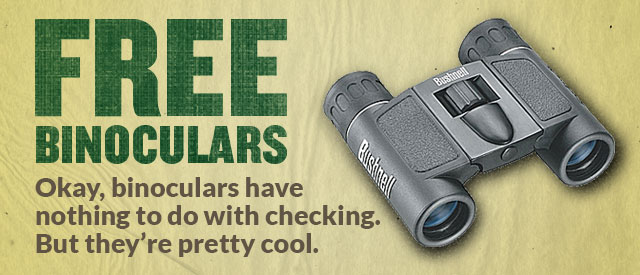 FREE
BINOCULARS
Okay, binoculars have
nothing to do with checking.
But they’re pretty cool.
Bushnell
Bushnell